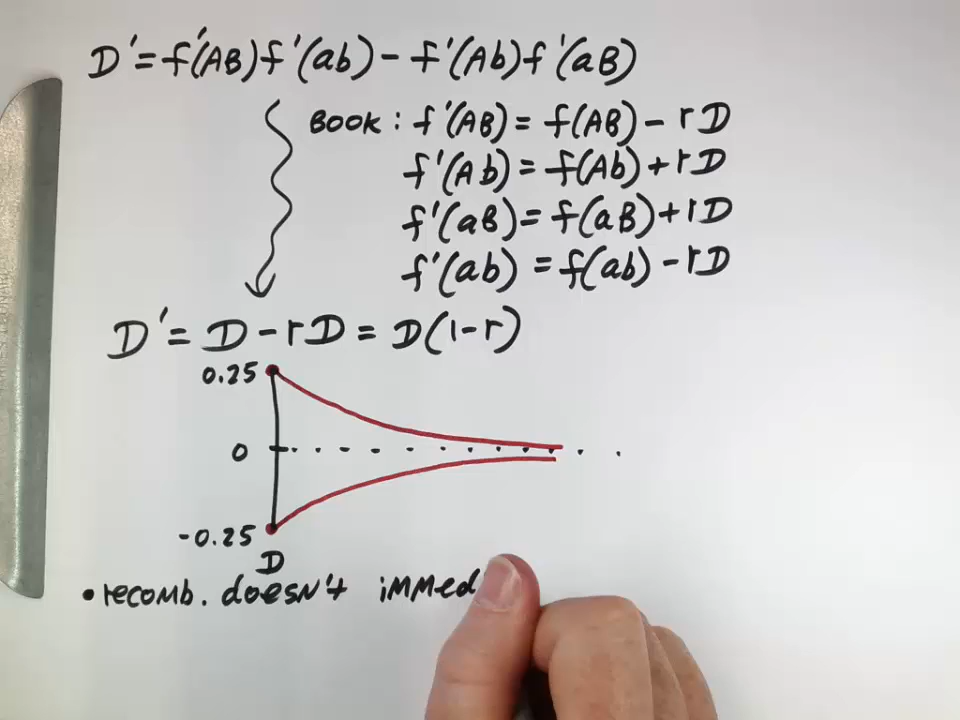 D'=f'(AB)f'(ab)-f'(Ab)f'(aB)
BOOK: f'(AB)=f(AB)-rD
f'(Ab)=f(Ab)+rD
f'(aB)=f(aB)+rD
f'(ab)=f(ab)-rD
D'=D-rD=D(1-r)
0.25
0
-0.25
D
•recomb. doesn't immed